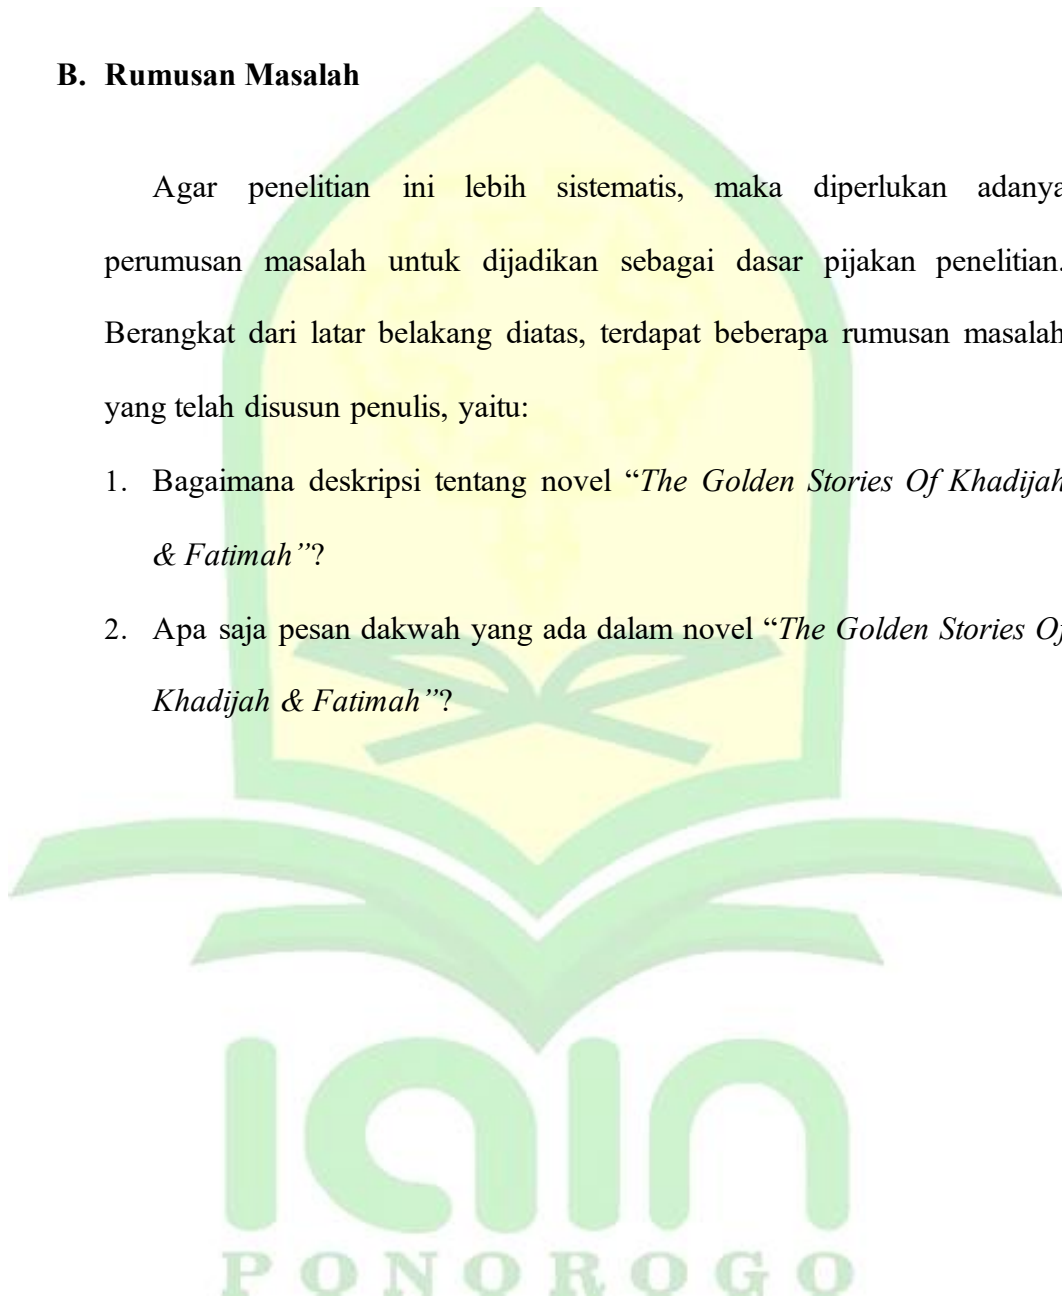 B. Rumusan Masalah
Agar penelitian ini lebih sistematis, maka diperlukan adanya
perumusan masalah untuk dijadikan sebagai dasar pijakan penelitian.
Berangkat dari latar belakang diatas, terdapat beberapa rumusan masalah
yang telah disusun penulis, yaitu:
1. Bagaimana deskripsi tentang novel “The Golden Stories Of Khadijah
& Fatimah”?
2. Apa saja pesan dakwah yang ada dalam novel “The Golden Stories Of
Khadijah & Fatimah”?
IAIN
PONOROGO